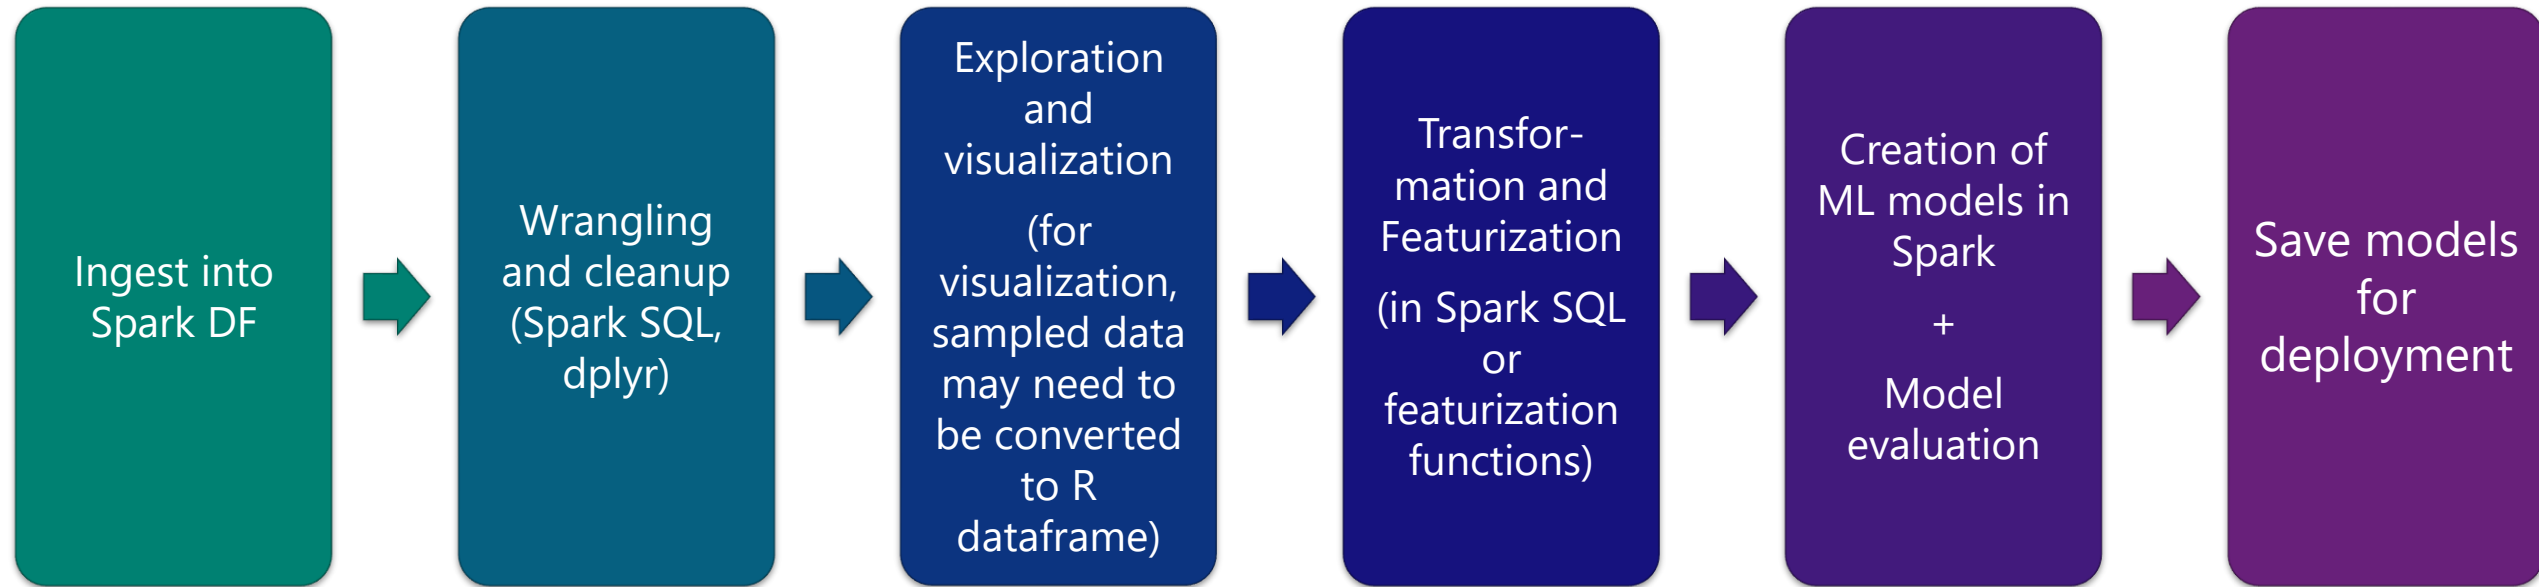 Ingest into
Spark DF
Wrangling
and cleanup
(Spark SQL,
dplyr)
Exploration
and
visualization
(for
visualization,
sampled data
may need to
be converted
to R
dataframe)
Transfor-
mation and
Featurization
(in Spark SQL
or
featurization
functions)
Creation of
ML models in
Spark
+
Model
evaluation
Save models
for
deployment